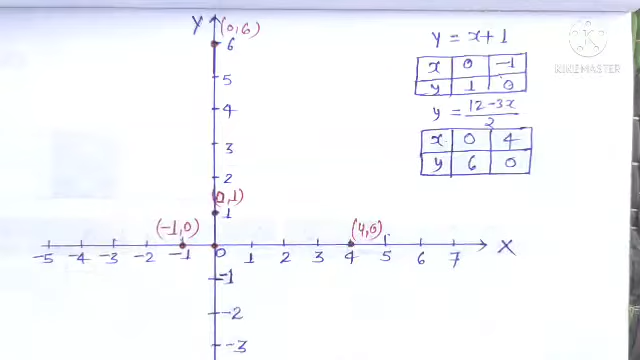 Y (0,6)
6
5
4
3
2
(0,1)
1
(-1,0)
(4,0)
-5 -4 -3 -2 -1 0 1 2 3 4 5 6 7 X
-1
-2
-3
y = x+1
x 0 -1
y 1 0
y = 12-3x / 2
x 0 4
y 6 0
KINEMASTER